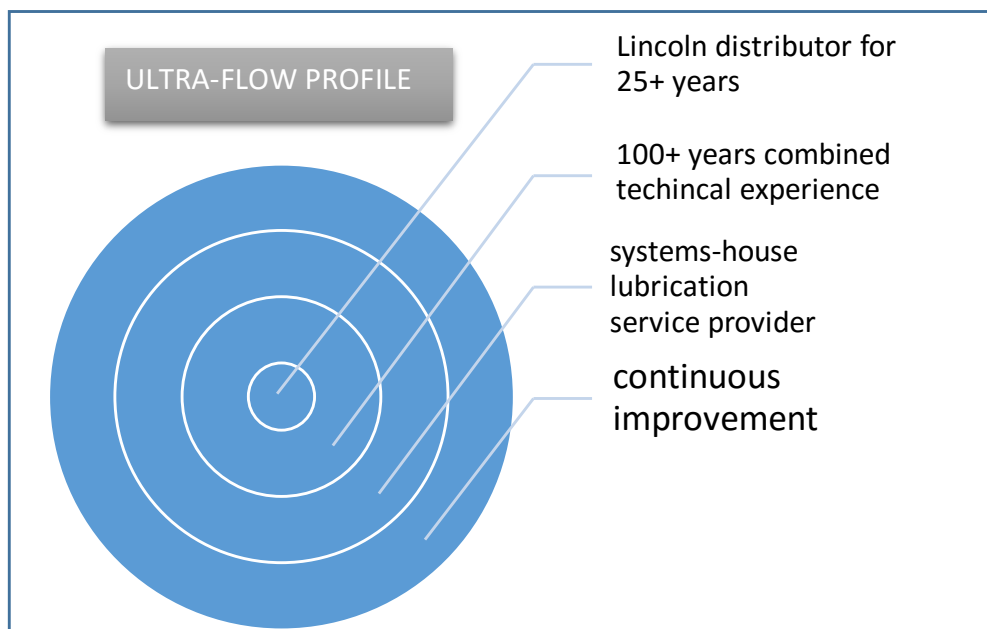 ULTRA-FLOW PROFILE
Lincoln distributor for
25+ years
100+ years combined
techincal experience
systems-house
lubrication
service provider
continuous
improvement